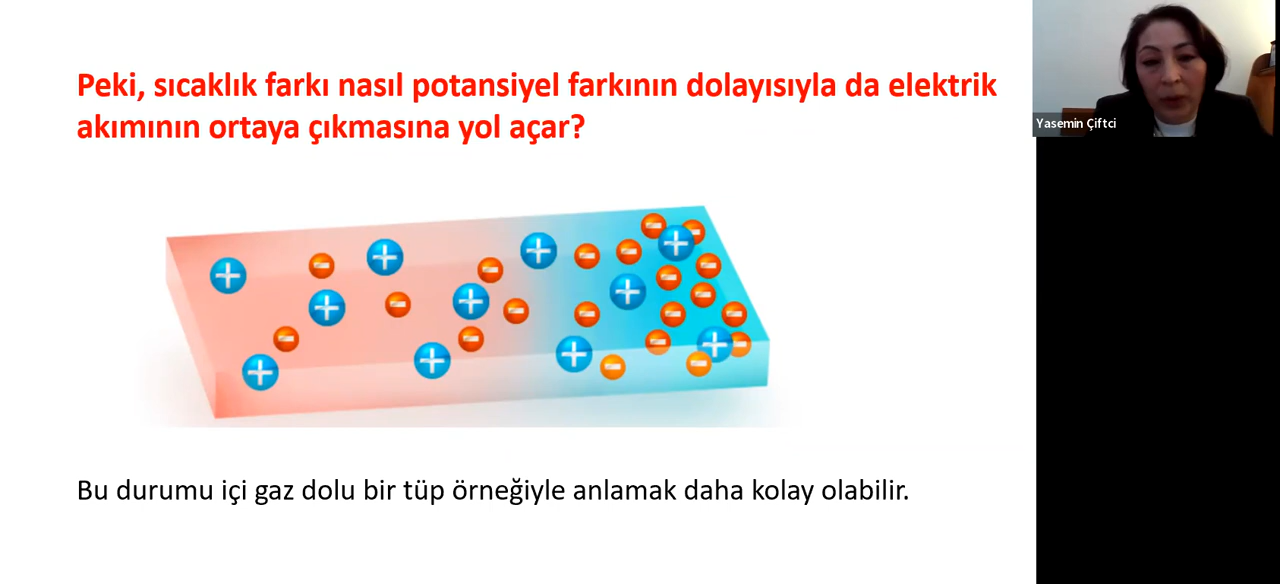 Peki, sıcaklık farkı nasıl potansiyel farkının dolayısıyla da elektrik
akımının ortaya çıkmasına yol açar?
Yasemin Çiftci
Bu durumu içi gaz dolu bir tüp örneğiyle anlamak daha kolay olabilir.